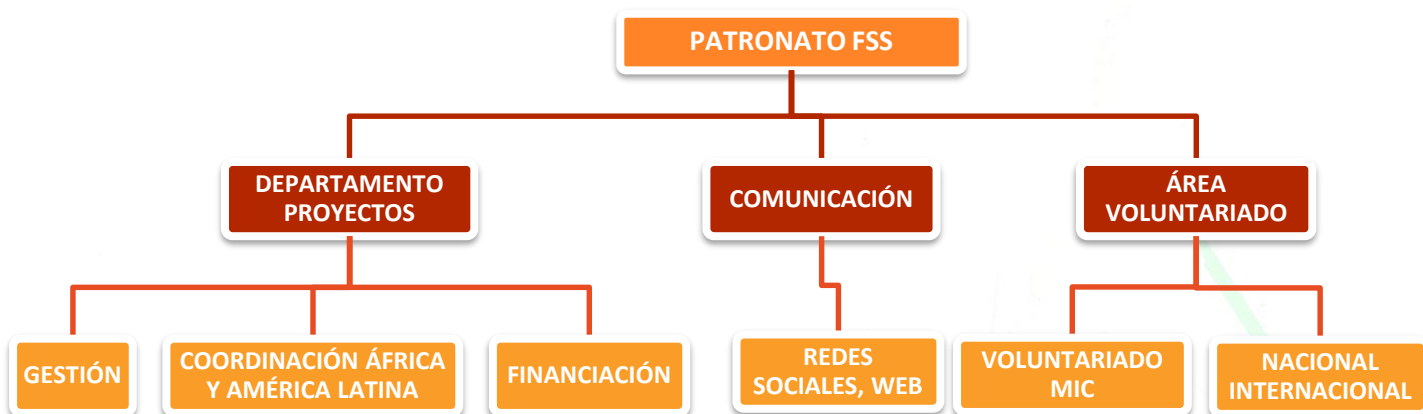 PATRONATO FSS
DEPARTAMENTO
PROYECTOS
COMUNICACIÓN
ÁREA
VOLUNTARIADO
GESTIÓN
COORDINACIÓN ÁFRICA
Y AMÉRICA LATINA
FINANCIACIÓN
REDES
SOCIALES, WEB
VOLUNTARIADO
MIC
NACIONAL
INTERNACIONAL